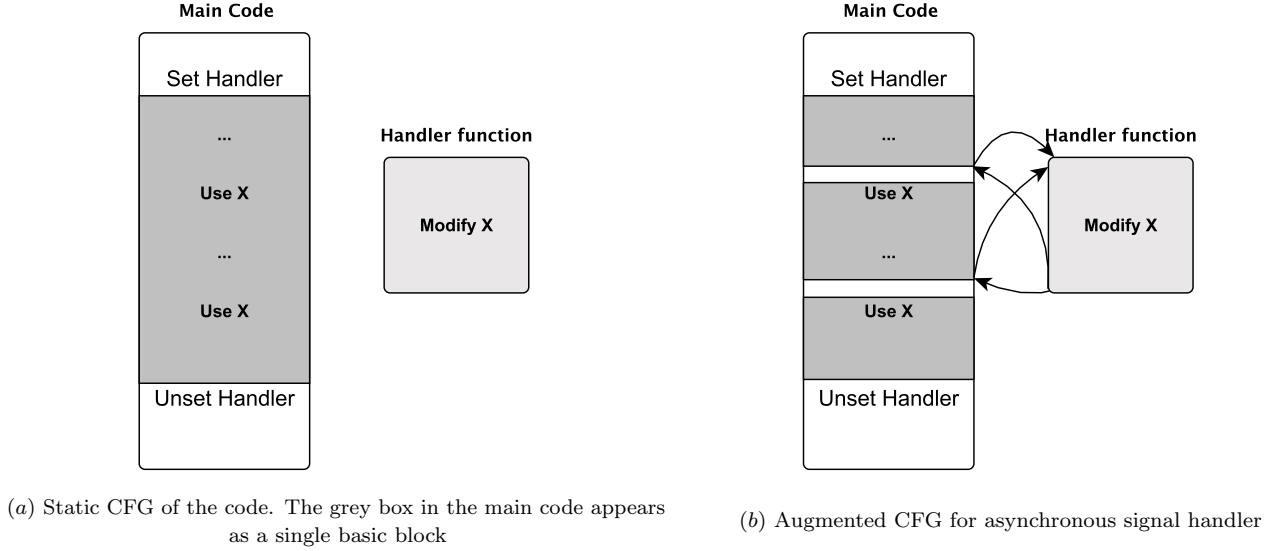 Main Code
Set Handler
...
Use X
...
Use X
Unset Handler
Handler function
Modify X
(a) Static CFG of the code. The grey box in the main code appears
as a single basic block
Main Code
Set Handler
...
Use X
...
Use X
Unset Handler
Handler function
Modify X
(b) Augmented CFG for asynchronous signal handler